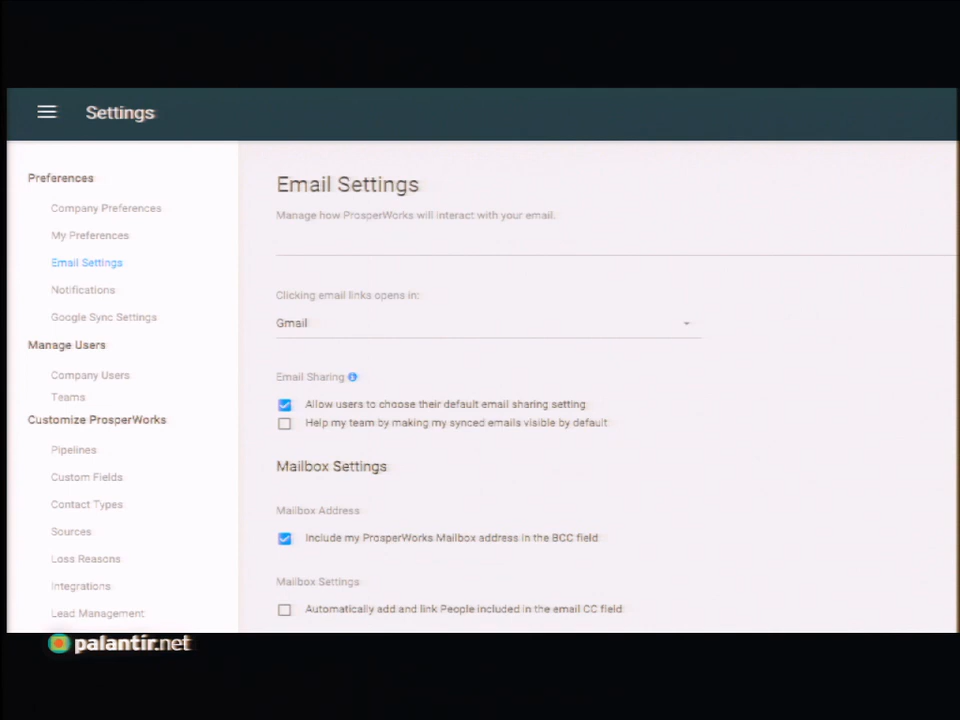 Settings
Preferences
Company Preferences
My Preferences
Email Settings
Notifications
Google Sync Settings
Manage Users
Company Users
Teams
Customize ProsperWorks
Pipelines
Custom Fields
Contact Types
Sources
Loss Reasons
Integrations
Lead Management
Email Settings
Manage how ProsperWorks will interact with your email.
Clicking email links opens in:
Gmail
Email Sharing
Allow users to choose their default email sharing setting
Help my team by making my synced emails visible by default
Mailbox Settings
Mailbox Address
Include my ProsperWorks Mailbox address in the BCC field
Mailbox Settings
Automatically add and link People included in the email CC field
palantir.net